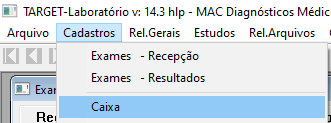 TARGET-Laboratório v: 14.3 hlp - MAC Diagnósticos Médic
Arquivo Cadastros Rel.Gerais Estudos Rel.Arquivos
Exames - Recepção
Exames - Resultados
Caixa
Exa